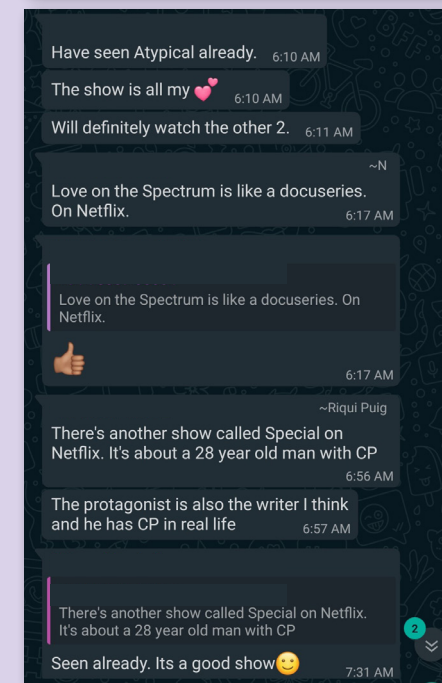 Have seen Atypical already. 6:10 AM
The show is all my 💕 6:10 AM
Will definitely watch the other 2. 6:11 AM
~N
Love on the Spectrum is like a docuseries.
On Netflix. 6:17 AM
Love on the Spectrum is like a docuseries. On
Netflix.
👍🏽
6:17 AM
~Riqui Puig
There's another show called Special on
Netflix. It's about a 28 year old man with CP
6:56 AM
The protagonist is also the writer I think
and he has CP in real life 6:57 AM
There's another show called Special on Netflix.
It's about a 28 year old man with CP
2
Seen already. Its a good show🙂 7:31 AM